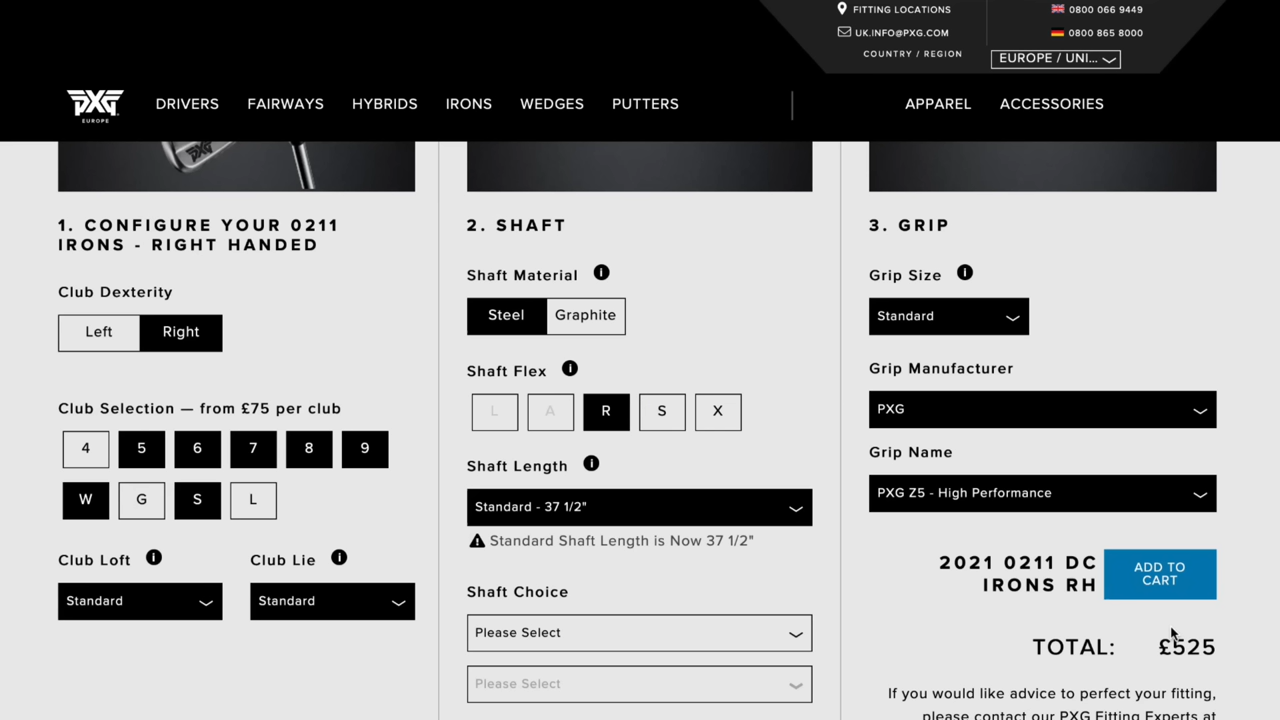 FITTING LOCATIONS
UK.INFO@PXG.COM
COUNTRY / REGION
0800 066 9449
0800 865 8000
EUROPE / UNI...
PXG
EUROPE
DRIVERS FAIRWAYS HYBRIDS IRONS WEDGES PUTTERS APPAREL ACCESSORIES
PXG
1. CONFIGURE YOUR 0211
IRONS - RIGHT HANDED
Club Dexterity
Left Right
Club Selection — from £75 per club
4 5 6 7 8 9
W G S L
Club Loft i Club Lie i
Standard Standard
2. SHAFT
Shaft Material i
Steel Graphite
Shaft Flex i
L A R S X
Shaft Length i
Standard - 37 1/2"
Standard Shaft Length is Now 37 1/2"
Shaft Choice
Please Select
Please Select
3. GRIP
Grip Size i
Standard
Grip Manufacturer
PXG
Grip Name
PXG Z5 - High Performance
2021 0211 DC
IRONS RH
ADD TO
CART
TOTAL: £525
If you would like advice to perfect your fitting,
please contact our PXG Fitting Experts at